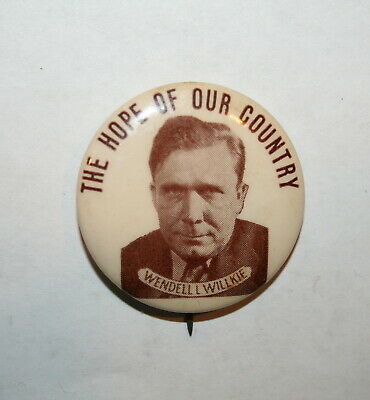 THE HOPE OF OUR COUNTRY
WENDELL L WILLKIE